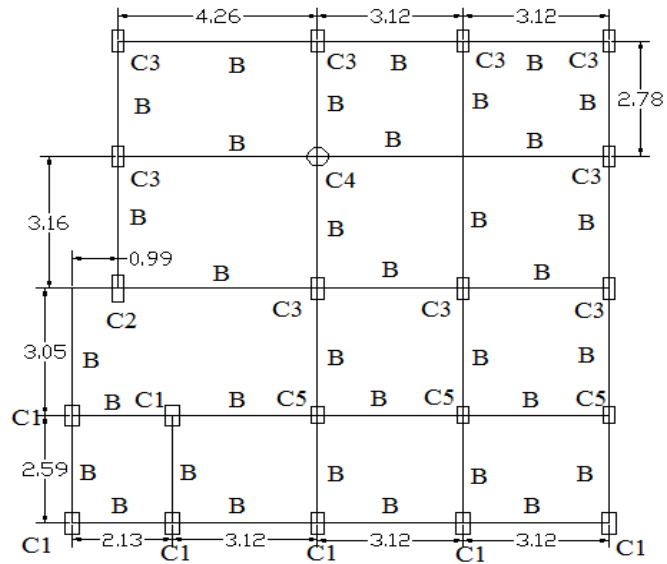 4.26 3.12 3.12
C3 B C3 B C3 B C3
B B B B 2.78
B B B
C3 C4 C3
3.16 B B B B
0.99
B B B
C2 C3 C3 C3
3.05 B B B B
C1 B C1 B C5 B C5 B C5
2.59 B B B B B
B B B B
C1 2.13 C1 3.12 C1 3.12 C1 3.12 C1